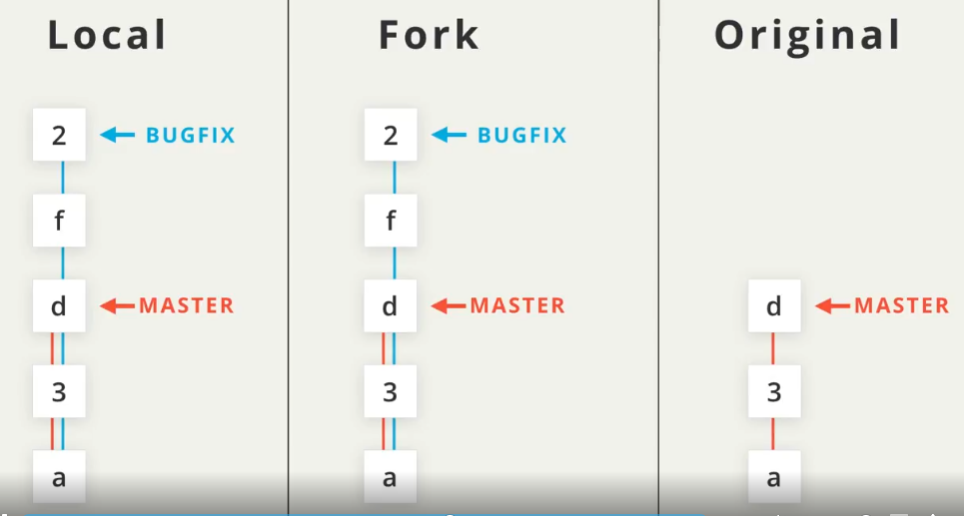 Local Fork Original
2 BUGFIX 2 BUGFIX
f f
d MASTER d MASTER d MASTER
3 3 3
a a a